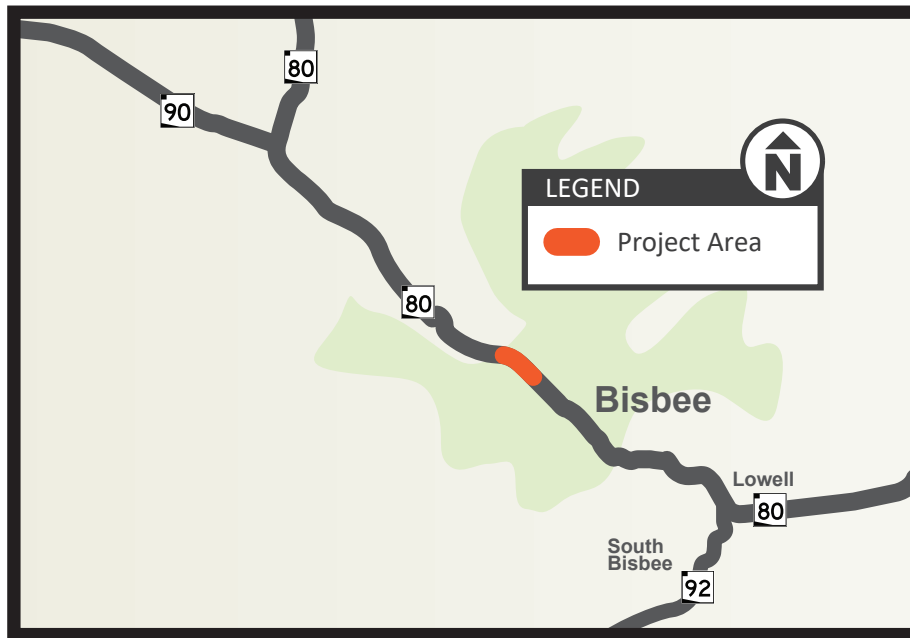 80
90
N
LEGEND
Project Area
80
Bisbee
Lowell
80
South
Bisbee
92